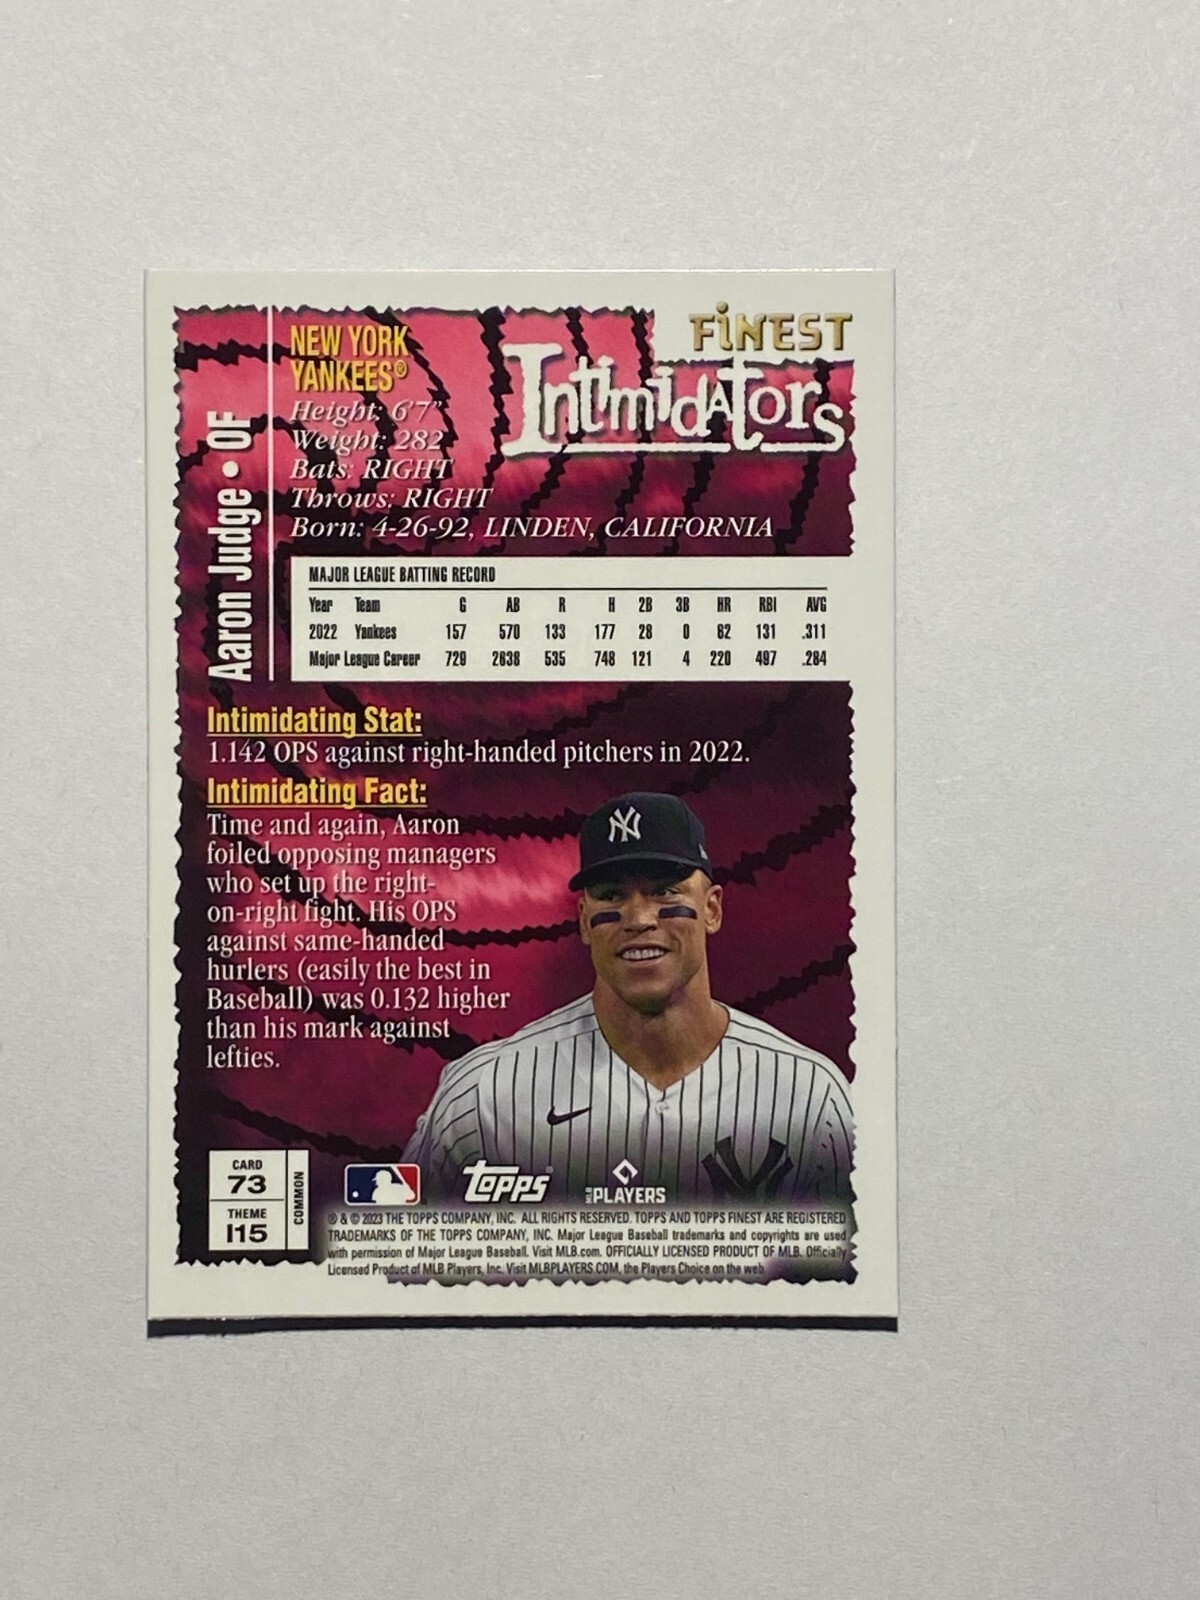 FiNEST
Intimidators
NEW YORK
YANKEES®
Height: 6'7"
Weight: 282
Bats: RIGHT
Throws: RIGHT
Born: 4-26-92, LINDEN, CALIFORNIA
Aaron Judge • OF
MAJOR LEAGUE BATTING RECORD
Year Team G AB R H 2B 3B HR RBI AVG
2022 Yankees 157 570 133 177 28 0 62 131 .311
Major League Career 729 2638 535 748 121 4 220 497 .284
Intimidating Stat:
1.142 OPS against right-handed pitchers in 2022.
Intimidating Fact:
Time and again, Aaron
foiled opposing managers
who set up the right-
on-right fight. His OPS
against same-handed
hurlers (easily the best in
Baseball) was 0.132 higher
than his mark against
lefties.
NY
CARD
73
THEME
I15
COMMON
Topps®
MLB PLAYERS
® & © 2023 THE TOPPS COMPANY, INC. ALL RIGHTS RESERVED. TOPPS AND TOPPS FINEST ARE REGISTERED
TRADEMARKS OF THE TOPPS COMPANY, INC. Major League Baseball trademarks and copyrights are used
with permission of Major League Baseball. Visit MLB.com. OFFICIALLY LICENSED PRODUCT OF MLB. Officially
Licensed Product of MLB Players, Inc. Visit MLBPLAYERS.COM, the Players Choice on the web.